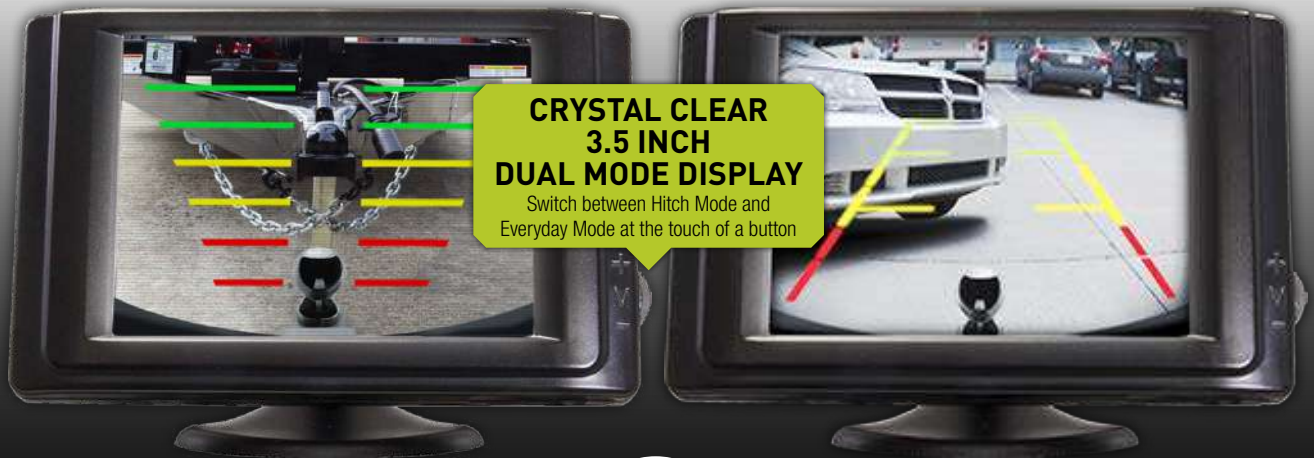 CRYSTAL CLEAR
3.5 INCH
DUAL MODE DISPLAY
Switch between Hitch Mode and
Everyday Mode at the touch of a button
+
M
−
+
M
−